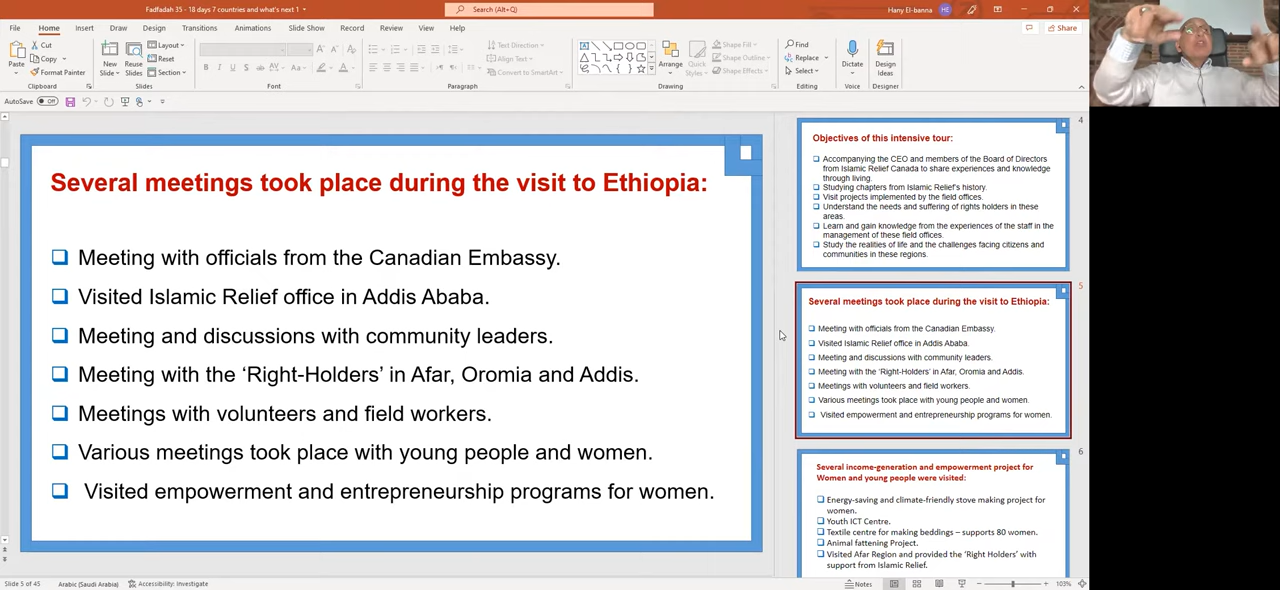 Fadfadah 35 - 18 days 7 countries and what's next 1
Search (Alt+Q)
Hany El-banna
HE
File
Home
Insert
Draw
Design
Transitions
Animations
Slide Show
Record
Review
View
Help
Share
Paste
Cut
Copy
Format Painter
Clipboard
New
Slide
Reuse
Slides
Layout
Reset
Section
Slides
Font
Paragraph
Text Direction
Align Text
Convert to SmartArt
Arrange
Quick
Styles
Shape Fill
Shape Outline
Shape Effects
Drawing
Find
Replace
Select
Editing
Dictate
Voice
Design
Ideas
Designer
AutoSave
Off
Several meetings took place during the visit to Ethiopia:
Meeting with officials from the Canadian Embassy.
Visited Islamic Relief office in Addis Ababa.
Meeting and discussions with community leaders.
Meeting with the ‘Right-Holders’ in Afar, Oromia and Addis.
Meetings with volunteers and field workers.
Various meetings took place with young people and women.
Visited empowerment and entrepreneurship programs for women.
4
Objectives of this intensive tour:
Accompanying the CEO and members of the Board of Directors
from Islamic Relief Canada to share experiences and knowledge
through living.
Studying chapters from Islamic Relief's history.
Visit projects implemented by the field offices.
Understand the needs and suffering of rights holders in these
areas.
Learn and gain knowledge from the experiences of the staff in the
management of these field offices.
Study the realities of life and the challenges facing citizens and
communities in these regions.
5
Several meetings took place during the visit to Ethiopia:
Meeting with officials from the Canadian Embassy.
Visited Islamic Relief office in Addis Ababa.
Meeting and discussions with community leaders.
Meeting with the ‘Right-Holders’ in Afar, Oromia and Addis.
Meetings with volunteers and field workers.
Various meetings took place with young people and women.
Visited empowerment and entrepreneurship programs for women.
6
Several income-generation and empowerment project for
Women and young people were visited:
Energy-saving and climate-friendly stove making project for
women.
Youth ICT Centre.
Textile centre for making beddings – supports 80 women.
Animal fattening Project.
Visited Afar Region and provided the ‘Right Holders’ with
support from Islamic Relief.
Slide 5 of 45
Arabic (Saudi Arabia)
Accessibility: Investigate
Notes
103%